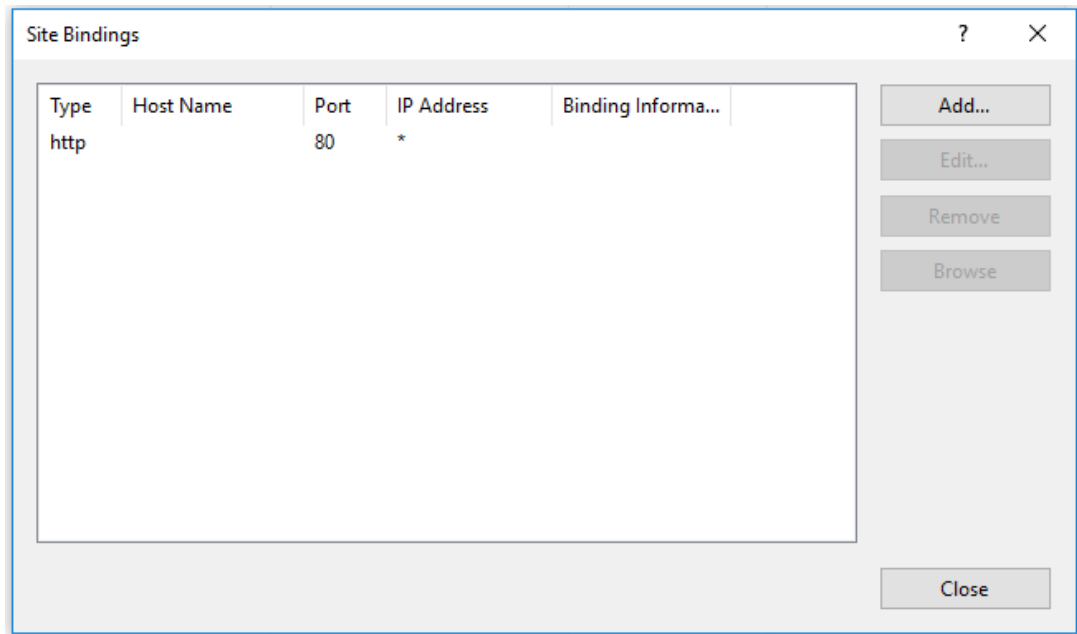 Site Bindings ?
Type Host Name Port IP Address Binding Informa...
http 80 *
Add...
Edit...
Remove
Browse
Close